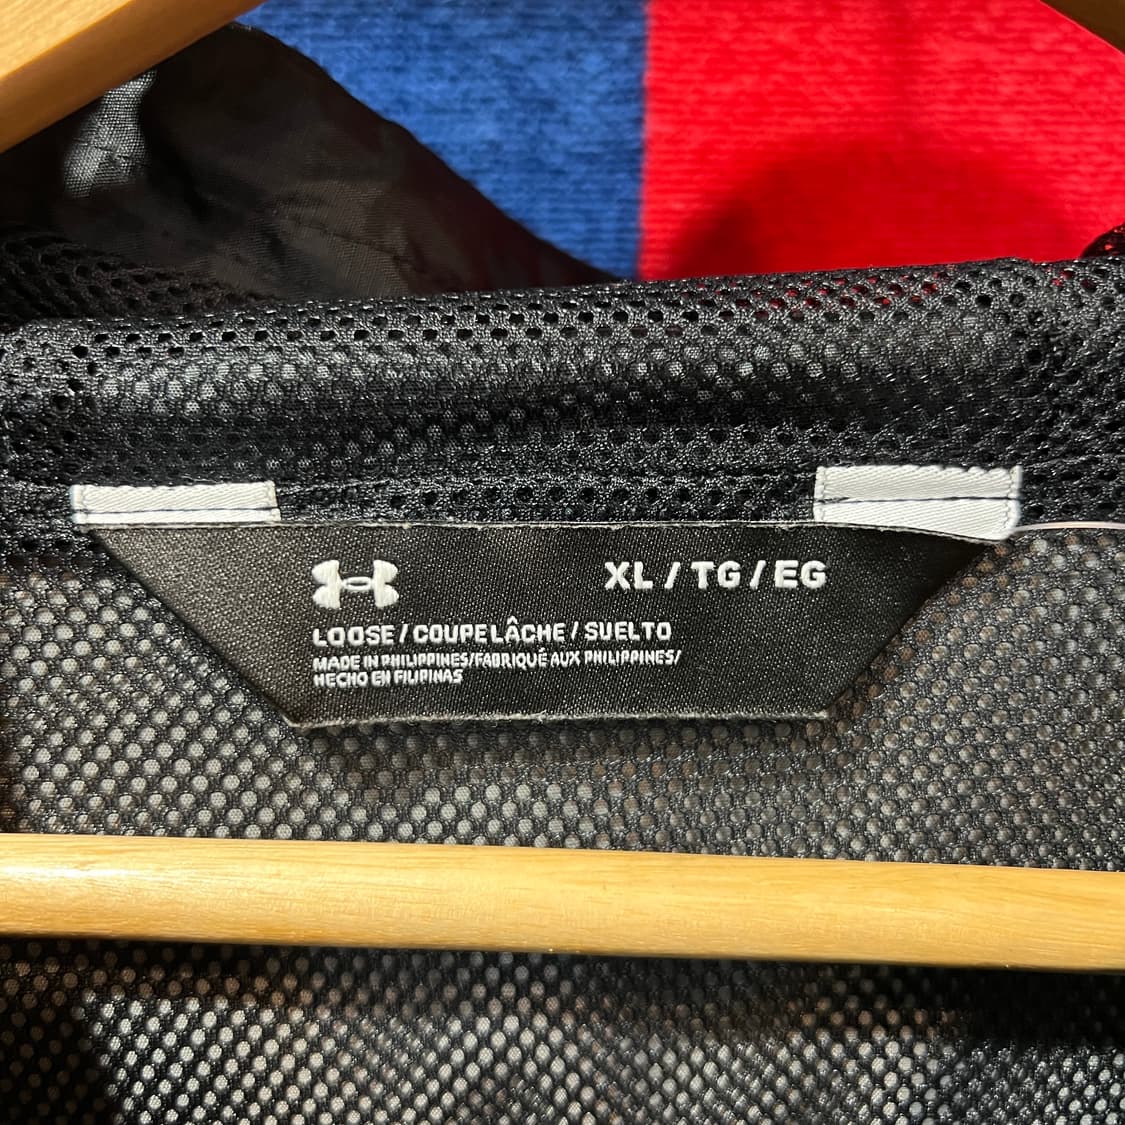 XL / TG / EG
LOOSE / COUPE LÂCHE / SUELTO
MADE IN PHILIPPINES/FABRIQUÉ AUX PHILIPPINES/
HECHO EN FILIPINAS